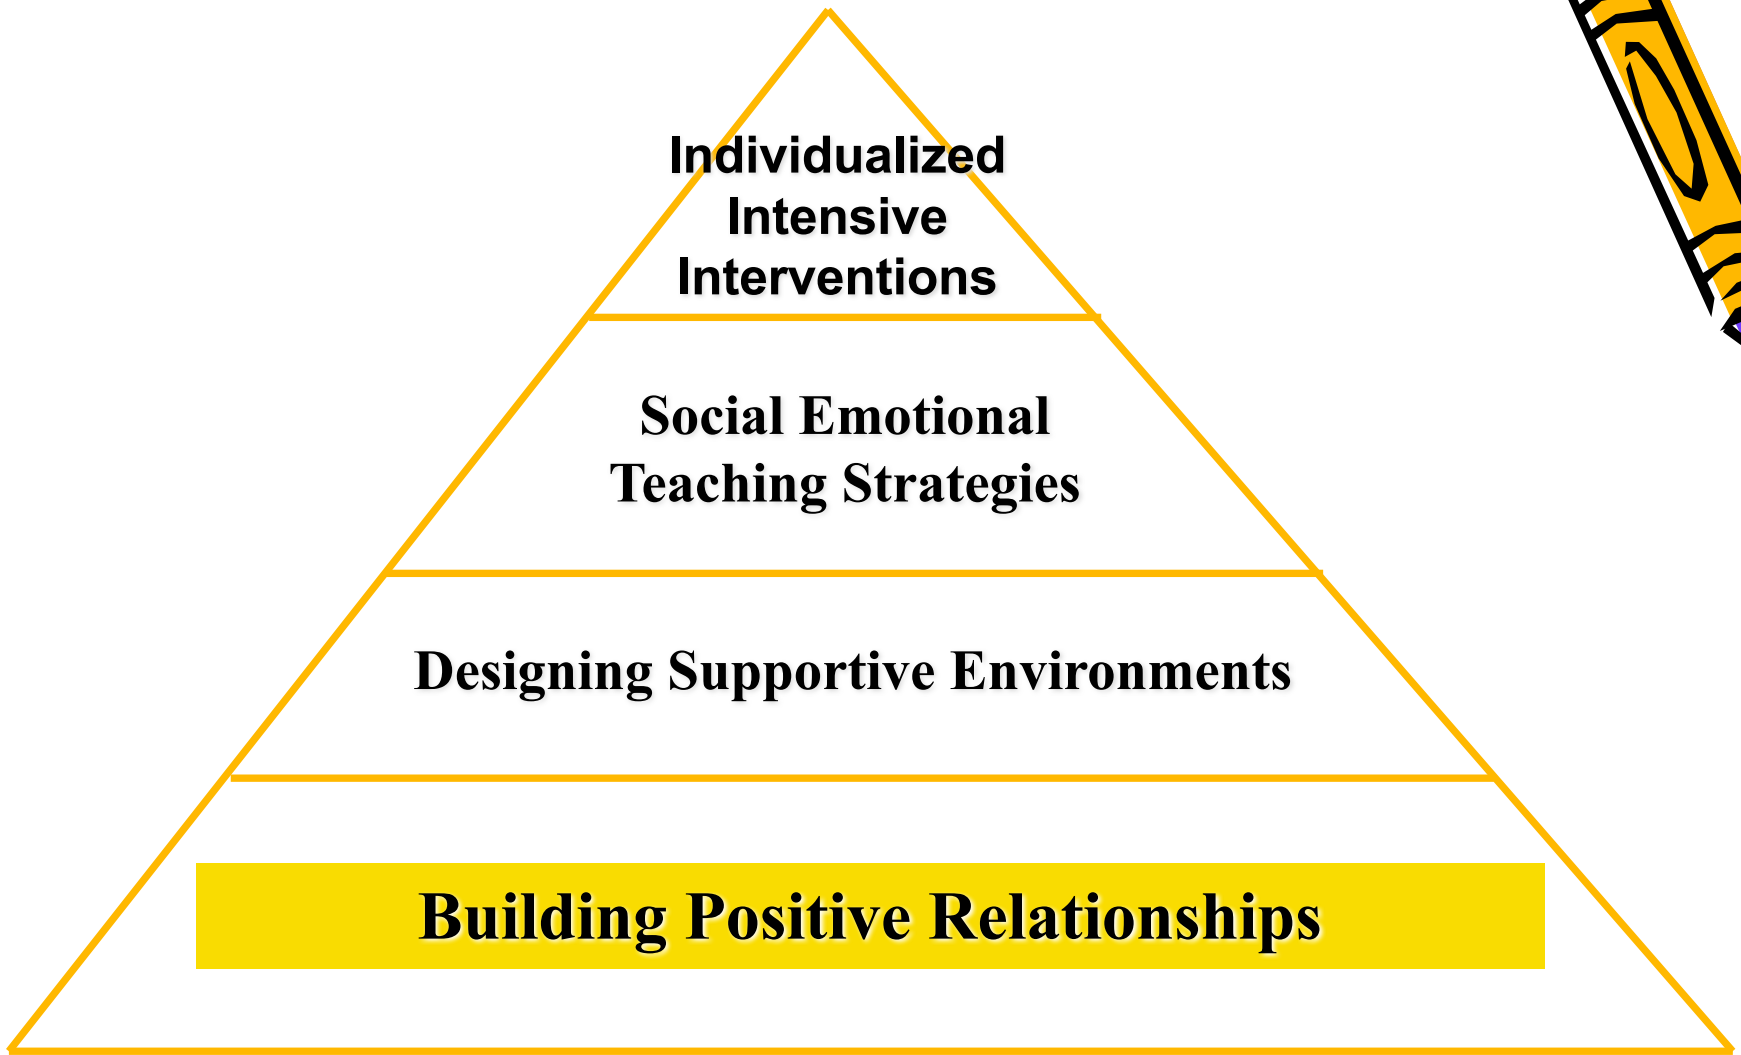 Individualized
Intensive
Interventions
Social Emotional
Teaching Strategies
Designing Supportive Environments
Building Positive Relationships